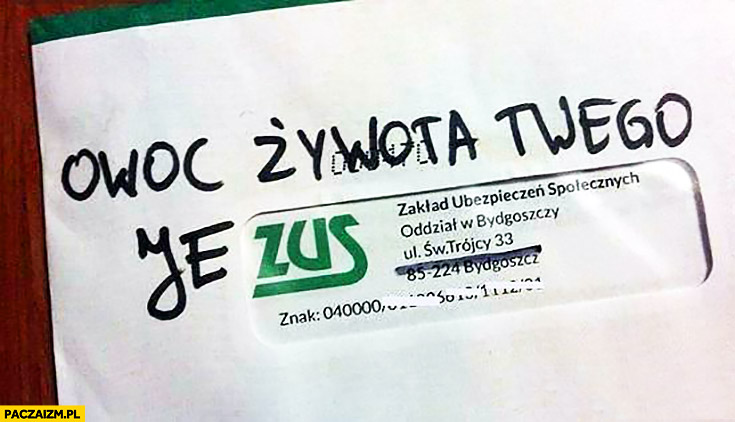 OWOC ŻYWOTA TWEGO
JE ZUS
Zakład Ubezpieczeń Społecznych
Oddział w Bydgoszczy
ul. Św.Trójcy 33
85-224 Bydgoszcz
Znak: 040000/
PACZAIZM.PL